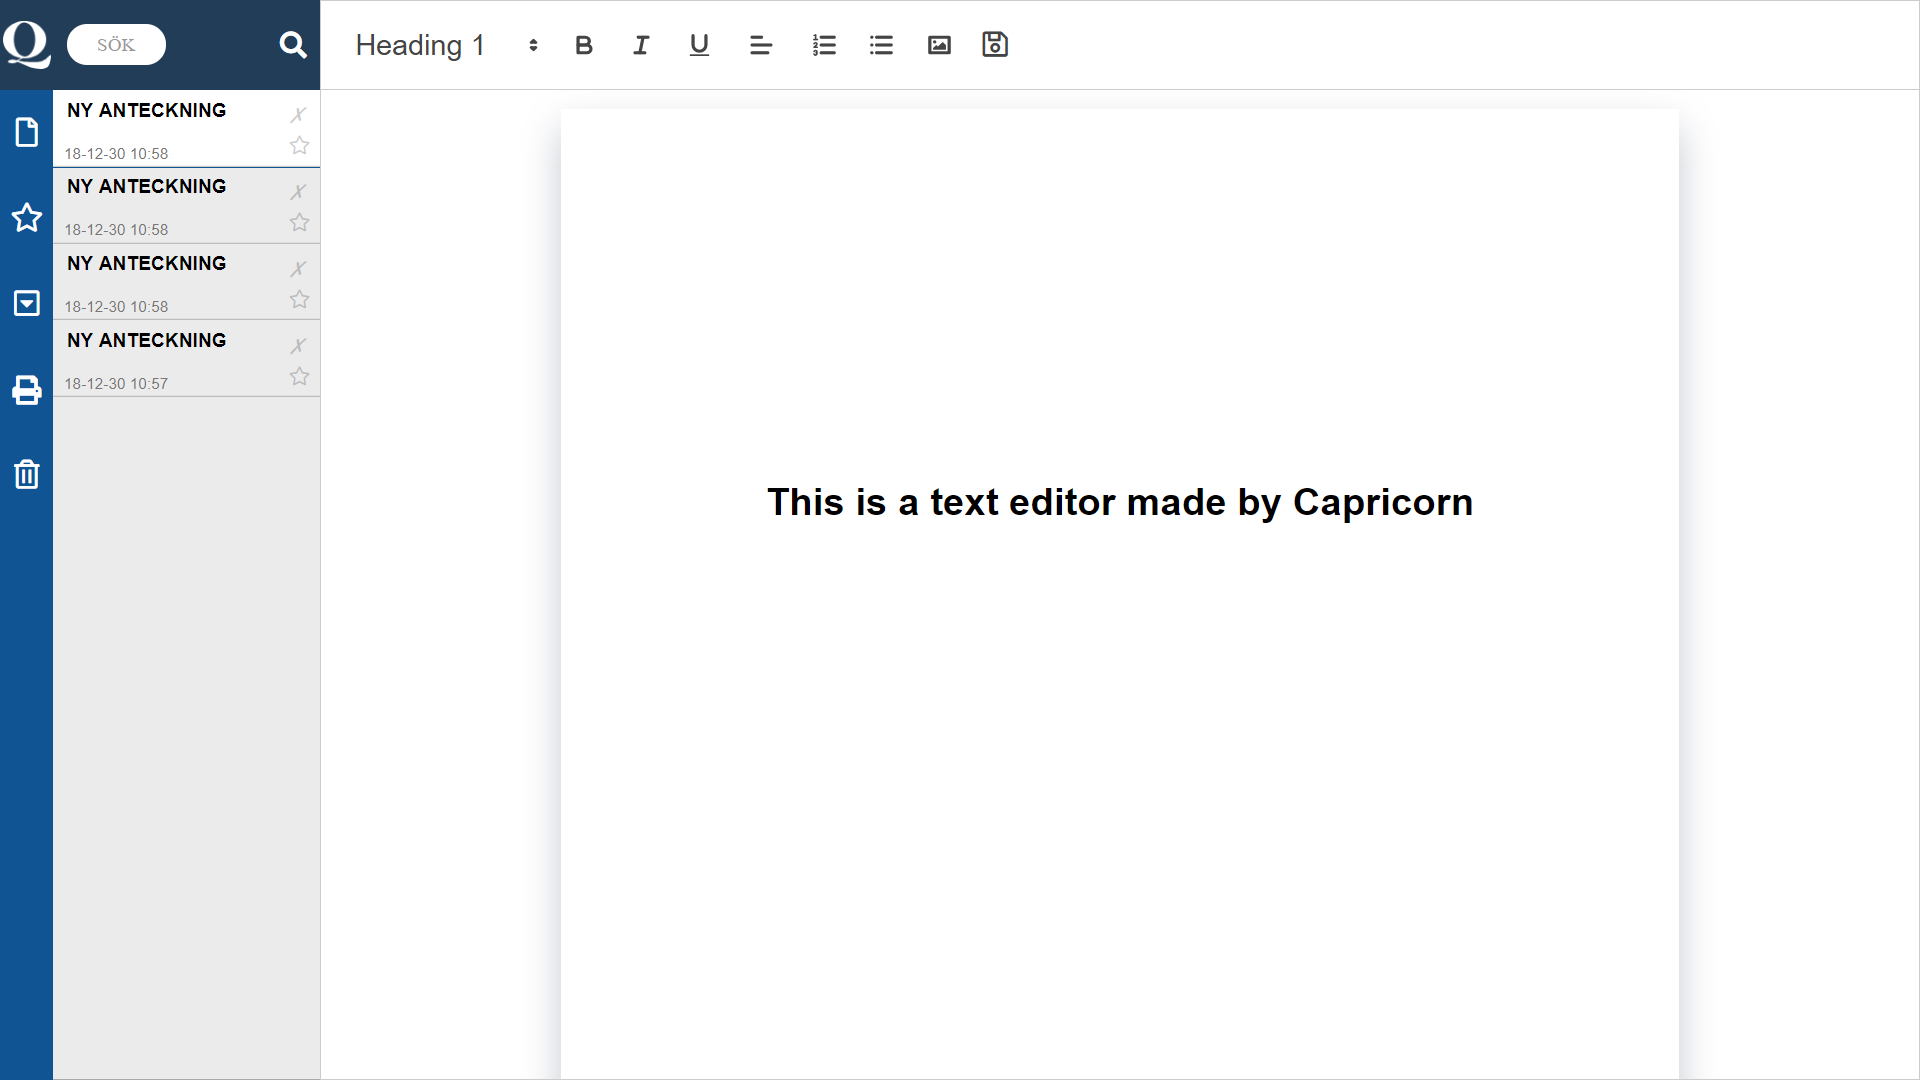 Q
SÖK
Heading 1
NY ANTECKNING
18-12-30 10:58
NY ANTECKNING
18-12-30 10:58
NY ANTECKNING
18-12-30 10:58
NY ANTECKNING
18-12-30 10:57
This is a text editor made by Capricorn